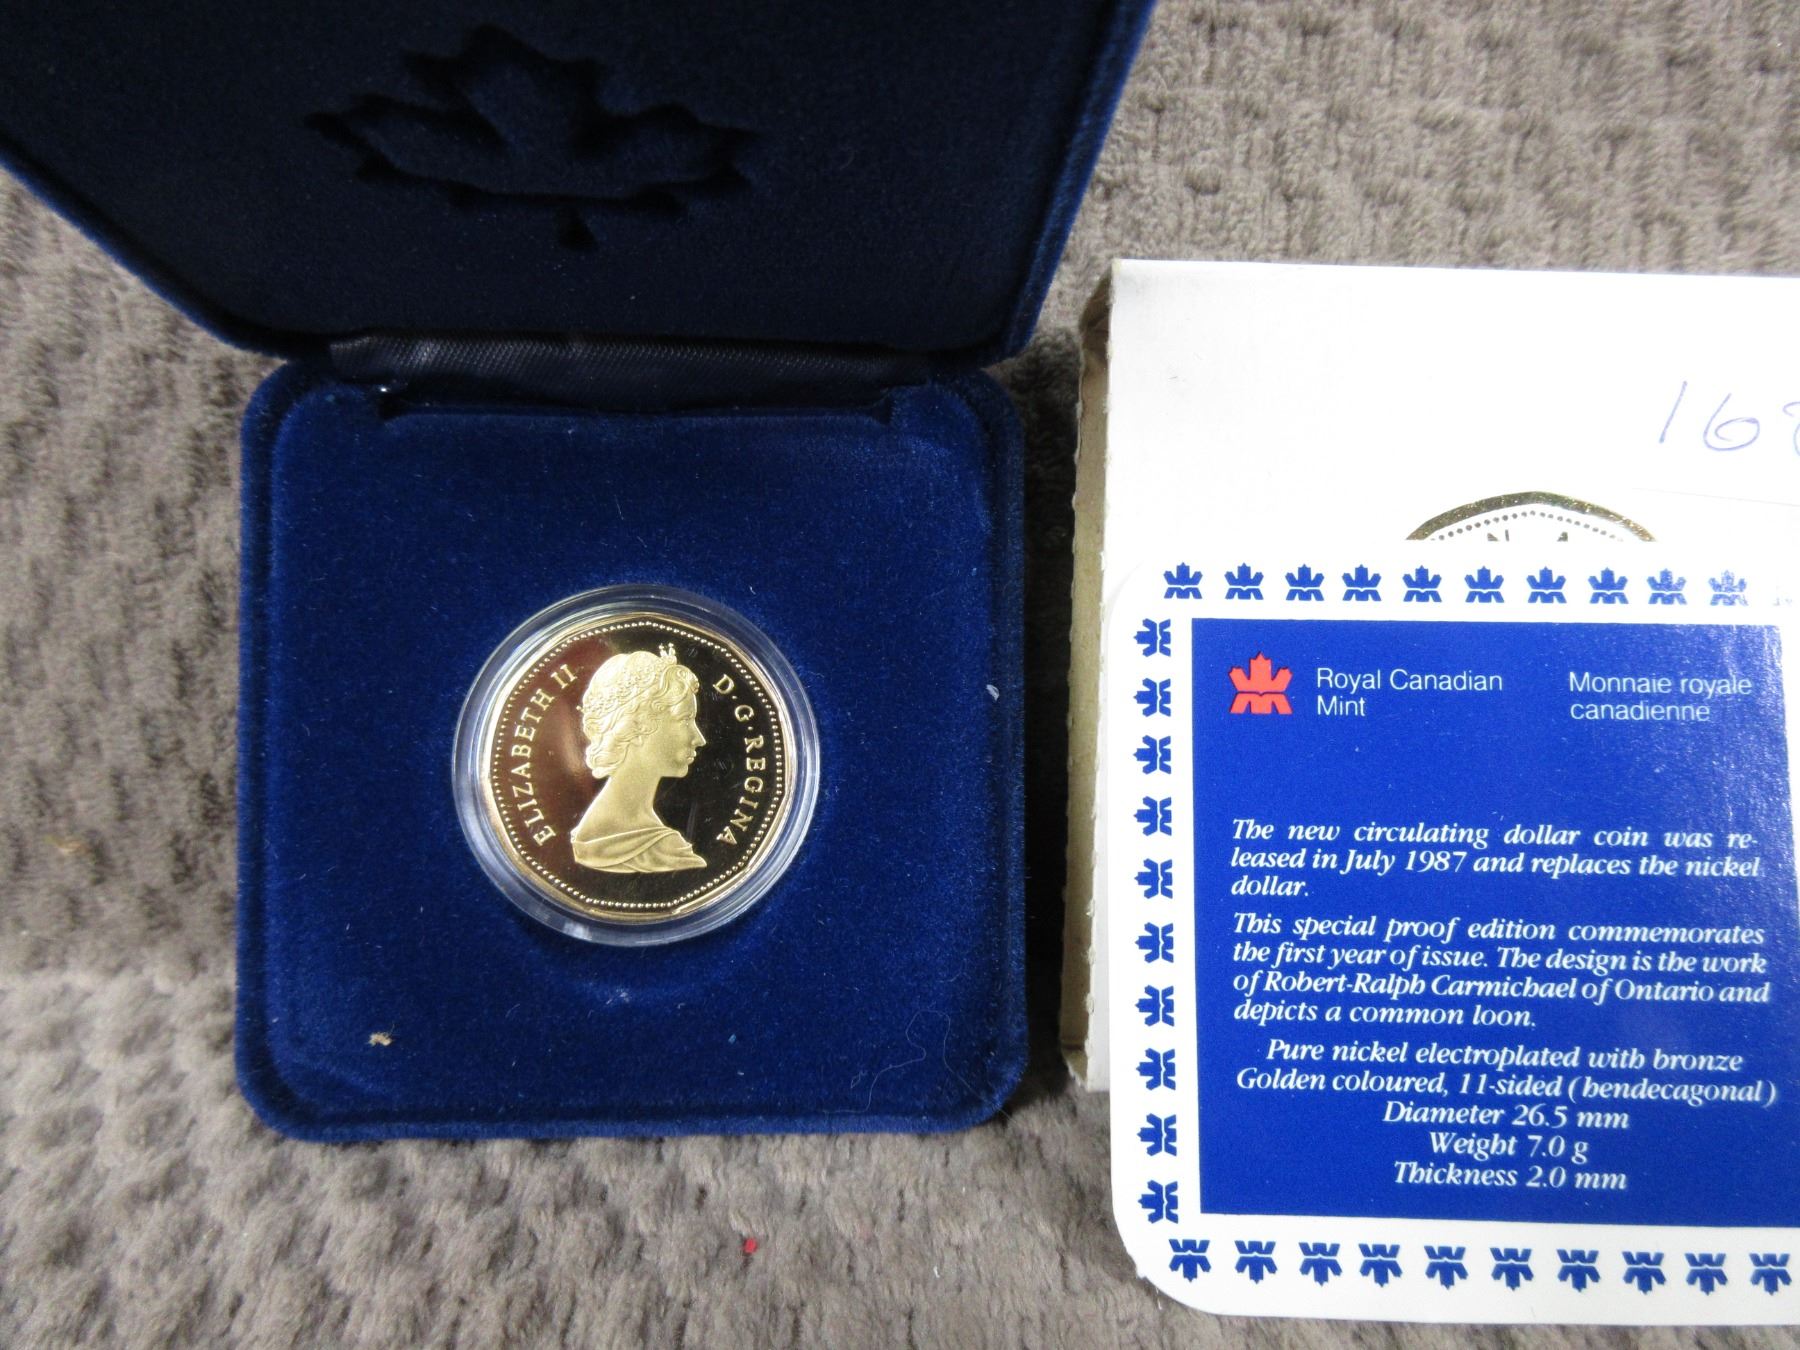 ELIZABETH II D·G·REGINA
Royal Canadian
Mint
Monnaie royale
canadienne
The new circulating dollar coin was re-
leased in July 1987 and replaces the nickel
dollar.
This special proof edition commemorates
the first year of issue. The design is the work
of Robert-Ralph Carmichael of Ontario and
depicts a common loon.
Pure nickel electroplated with bronze
Golden coloured, 11-sided (hendecagonal)
Diameter 26.5 mm
Weight 7.0 g
Thickness 2.0 mm